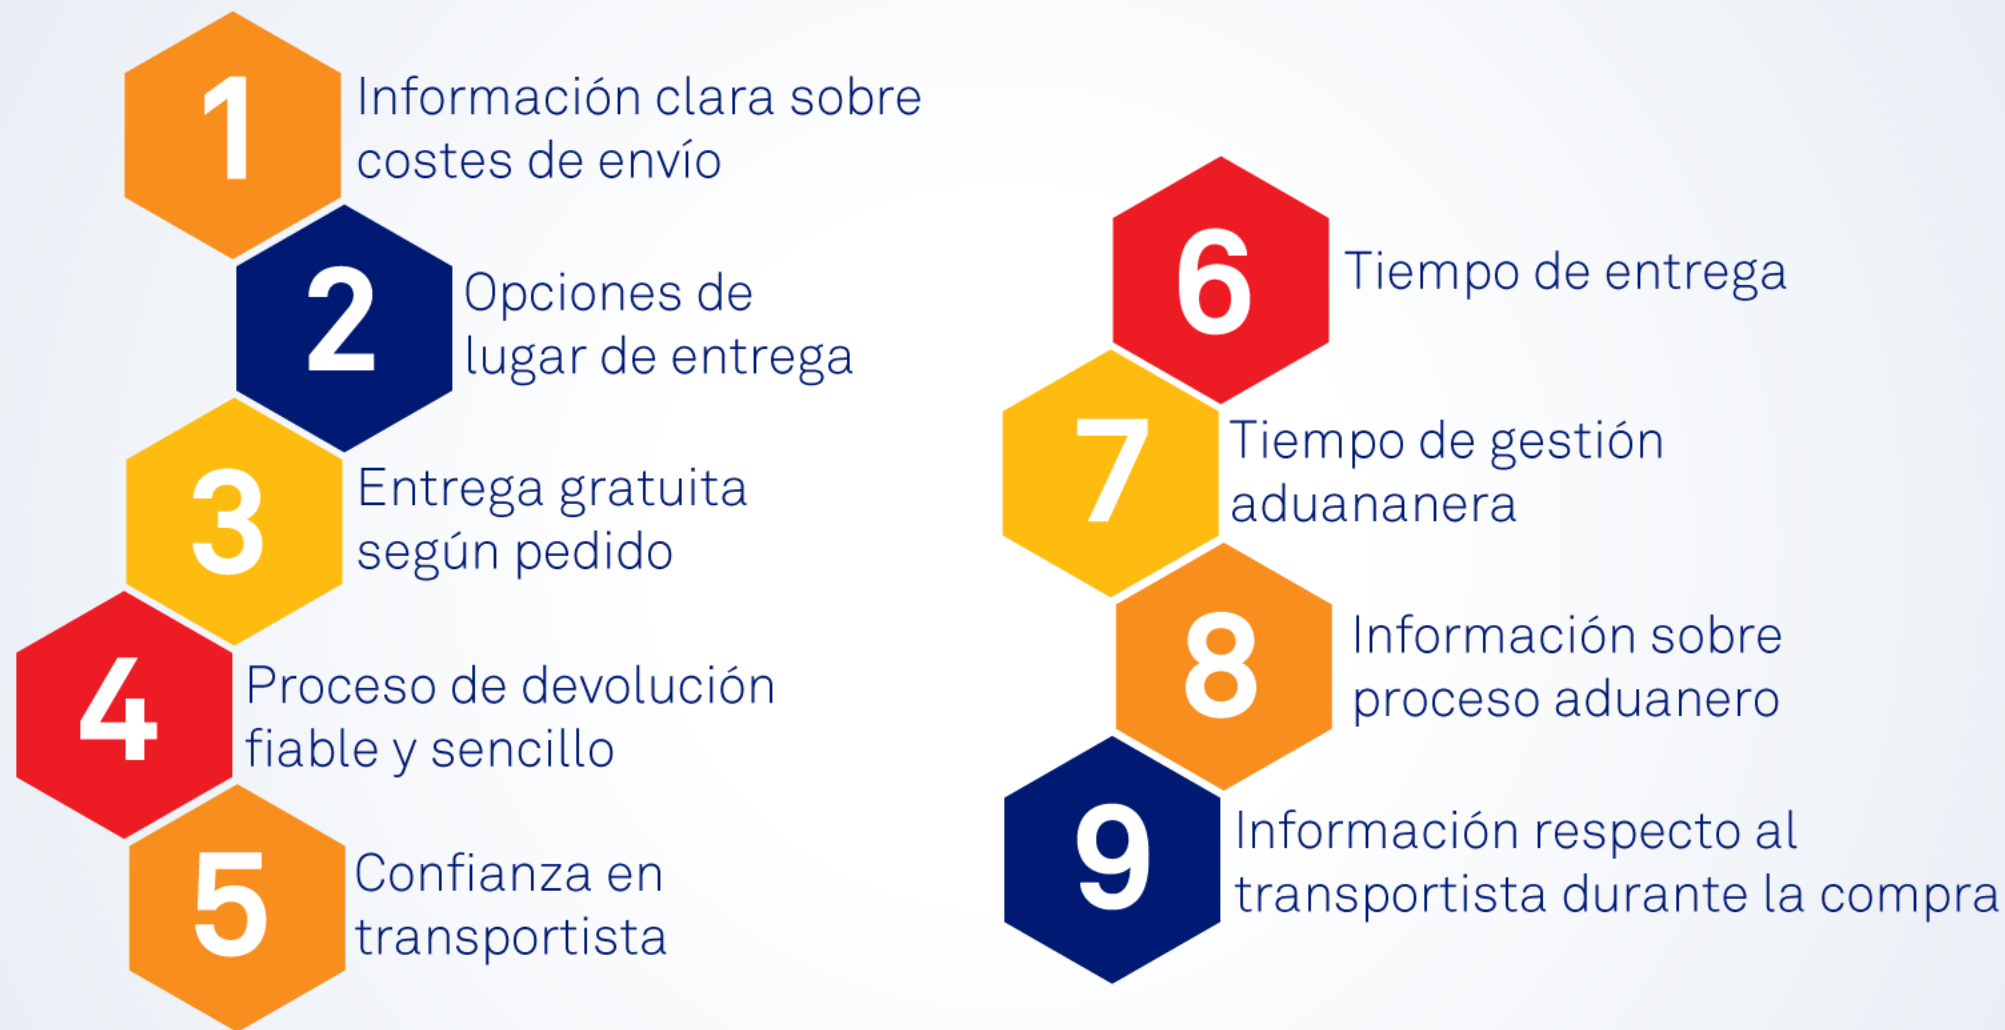 1
Información clara sobre
costes de envío
2
Opciones de
lugar de entrega
3
Entrega gratuita
según pedido
4
Proceso de devolución
fiable y sencillo
5
Confianza en
transportista
6
Tiempo de entrega
7
Tiempo de gestión
aduananera
8
Información sobre
proceso aduanero
9
Información respecto al
transportista durante la compra